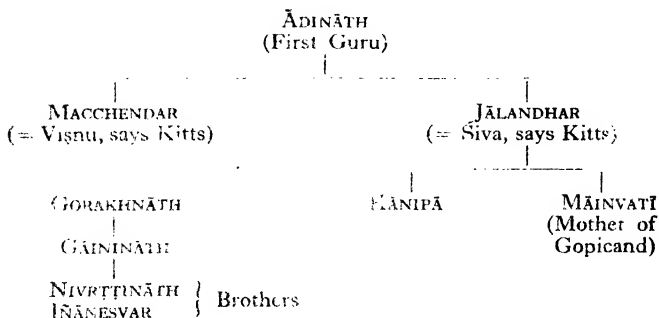 ĀDINĀTH
(First Guru)
MACCHENDAR JĀLANDHAR
(= Viṣṇu, says Kitts) (= Śiva, says Kitts)
GORAKHNĀTH KĀNIPĀ MĀINVATĪ
(Mother of
GĀININĀTH Gopicand)
NIVṚTTINĀTH } Brothers
JÑĀNESVAR